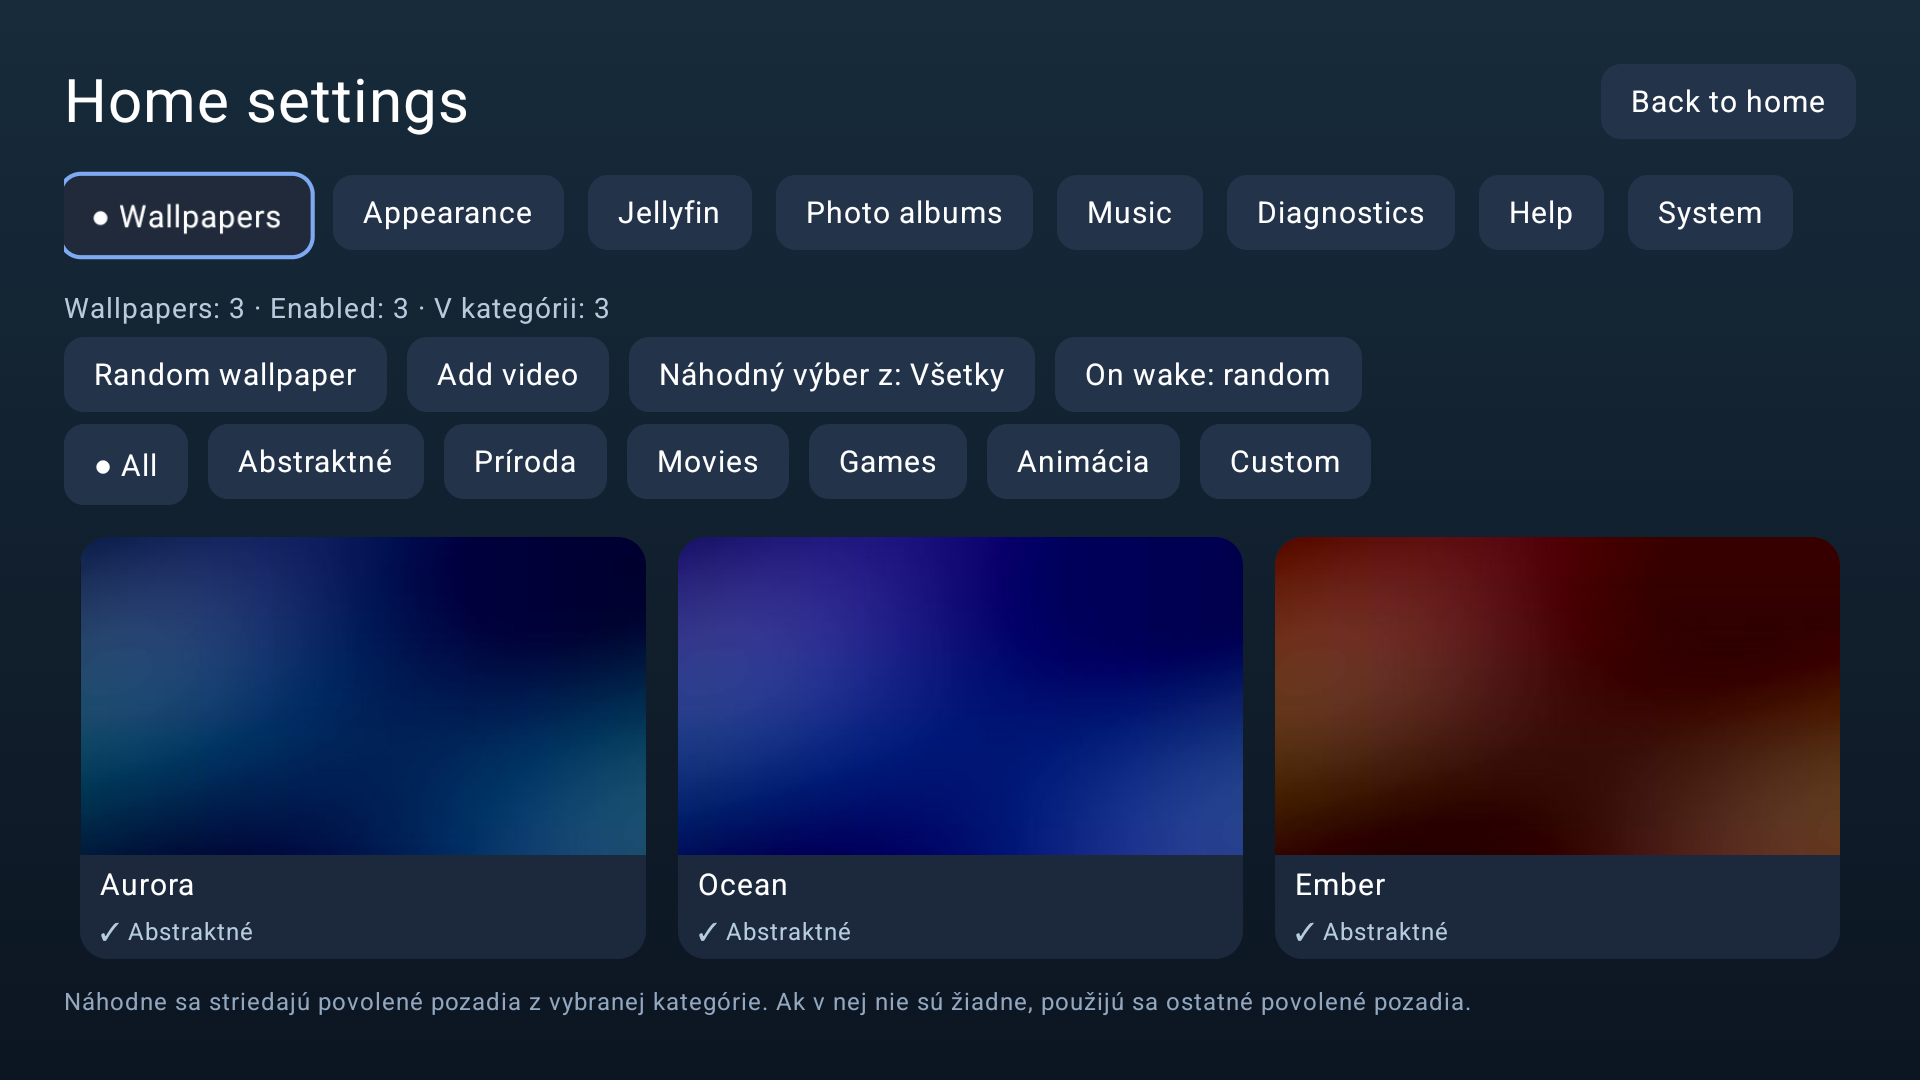 Home settings
Back to home
● Wallpapers
Appearance
Jellyfin
Photo albums
Music
Diagnostics
Help
System
Wallpapers: 3 · Enabled: 3 · V kategórii: 3
Random wallpaper
Add video
Náhodný výber z: Všetky
On wake: random
● All
Abstraktné
Príroda
Movies
Games
Animácia
Custom
Aurora
✓ Abstraktné
Ocean
✓ Abstraktné
Ember
✓ Abstraktné
Náhodne sa striedajú povolené pozadia z vybranej kategórie. Ak v nej nie sú žiadne, použijú sa ostatné povolené pozadia.